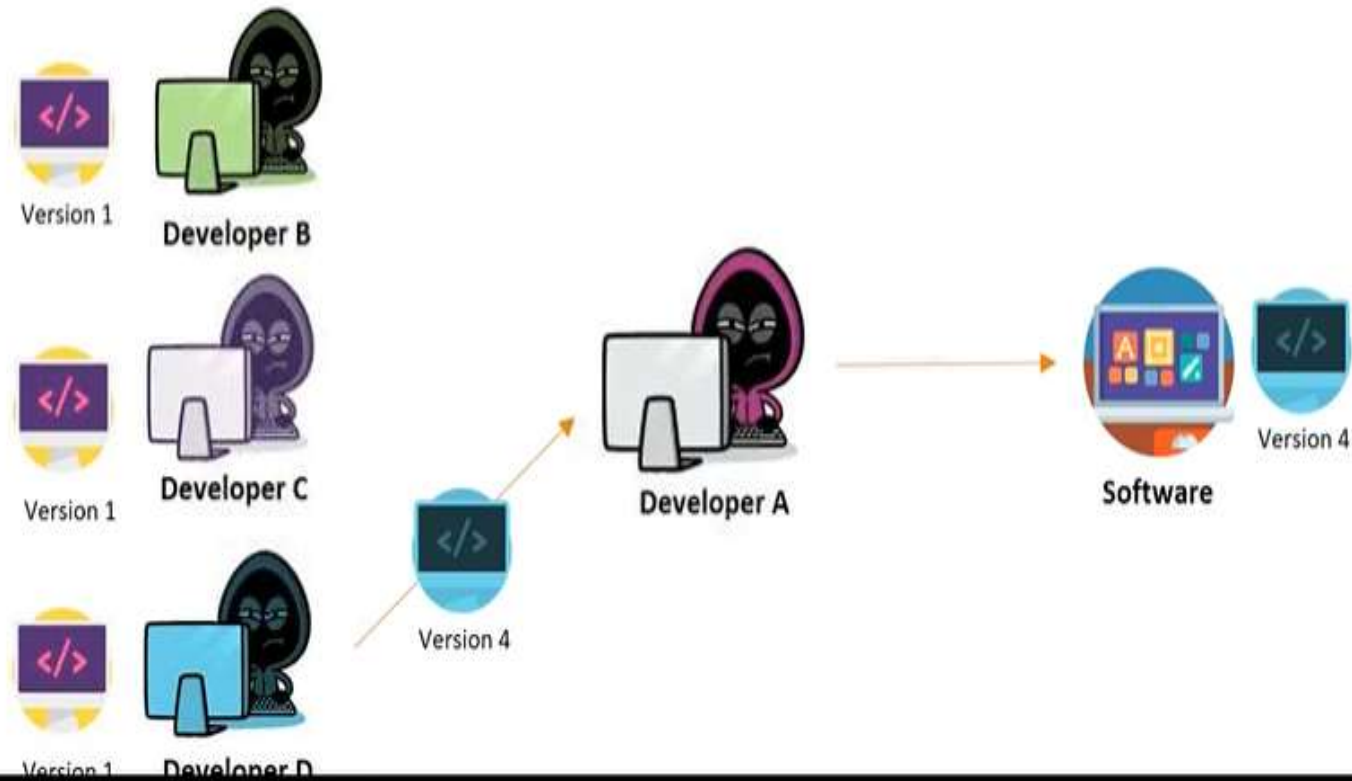 </>
Version 1
Developer B
</>
Version 1
Developer C
</>
Version 1
Developer D
</>
Version 4
Developer A
A
Software
</>
Version 4